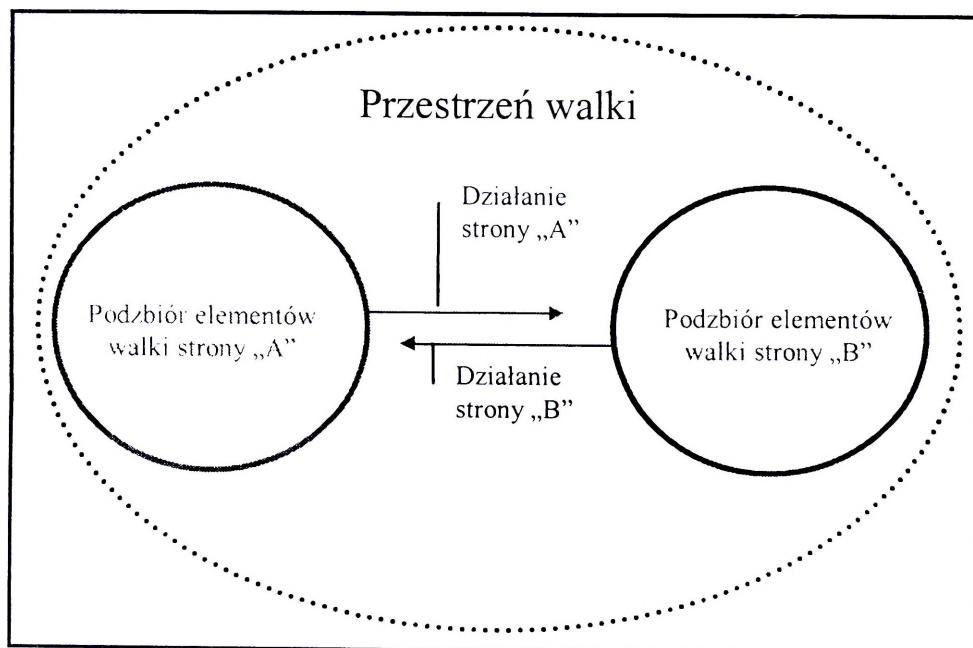 Przestrzeń walki
Działanie
strony „A”
Podzbiór elementów
walki strony „A”
Podzbiór elementów
walki strony „B”
Działanie
strony „B”